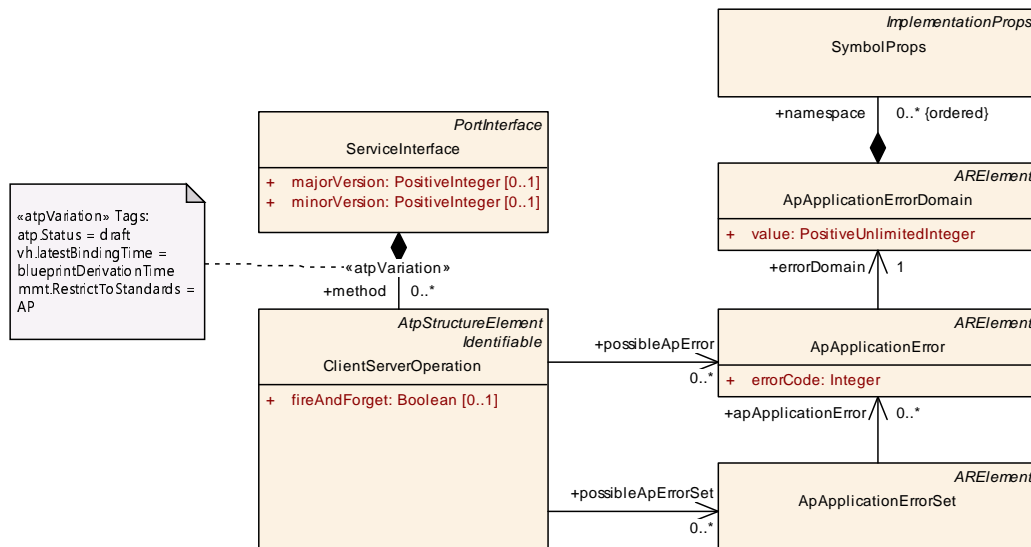 ImplementationProps
SymbolProps
+namespace 0..* {ordered}
PortInterface
ServiceInterface
+ majorVersion: PositiveInteger [0..1]
+ minorVersion: PositiveInteger [0..1]
ARElement
ApApplicationErrorDomain
+ value: PositiveUnlimitedInteger
«atpVariation» Tags:
atp.Status = draft
vh.latestBindingTime =
blueprintDerivationTime
mmt.RestrictToStandards =
AP
«atpVariation»
+method 0..*
+errorDomain 1
AtpStructureElement
Identifiable
ClientServerOperation
+ fireAndForget: Boolean [0..1]
+possibleApError
0..*
ARElement
ApApplicationError
+ errorCode: Integer
+apApplicationError 0..*
+possibleApErrorSet
0..*
ARElement
ApApplicationErrorSet